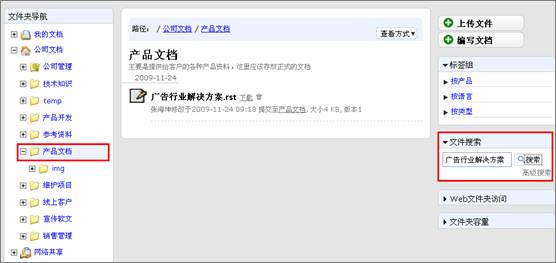 文件夹导航
我的文档
公司文档
公司管理
技术知识
temp
产品开发
参考资料
产品文档
img
维护项目
线上客户
宣传软文
销售管理
网络共享
路径： / 公司文档 / 产品文档
查看方式
产品文档
主要是提供给客户的各种产品资料，这里应该存放正式的文档
2009-11-24
广告行业解决方案.rst 下载
张海坤修改于2009-11-24 09:18 提交至产品文档, 大小4 KB, 版本1
上传文件
编写文档
标签组
按产品
按语言
按类型
文件搜索
广告行业解决方案 搜索
高级搜索
Web文件夹访问
文件夹容量